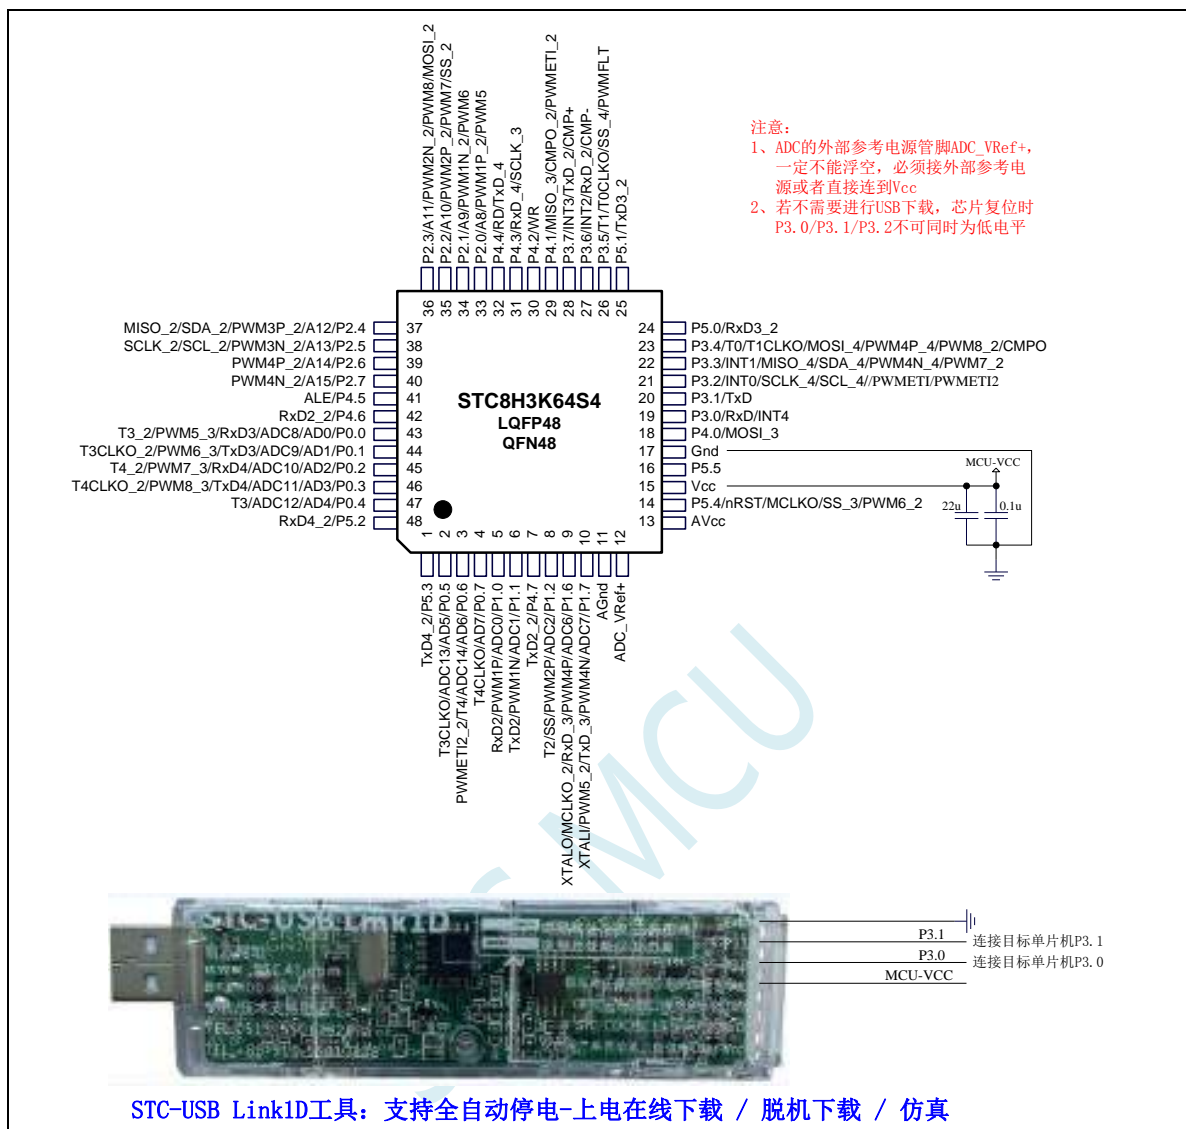 P2.3/A11/PWM2N_2/PWM8/MOSI_2
P2.2/A10/PWM2P_2/PWM7/SS_2
P2.1/A9/PWM1N_2/PWM6
P2.0/A8/PWM1P_2/PWM5
P4.4/RD/TxD_4
P4.3/RxD_4/SCLK_3
P4.2/WR
P4.1/MISO_3/CMPO_2/PWMETI_2
P3.7/INT3/TxD_2/CMP+
P3.6/INT2/RxD_2/CMP-
P3.5/T1/T0CLKO/SS_4/PWMFLT
P5.1/TxD3_2
注意:
1、ADC的外部参考电源管脚ADC_VRef+,
一定不能浮空, 必须接外部参考电
源或者直接连到Vcc
2、若不需要进行USB下载, 芯片复位时
P3.0/P3.1/P3.2不可同时为低电平
36 35 34 33 32 31 30 29 28 27 26 25
MISO_2/SDA_2/PWM3P_2/A12/P2.4 37
SCLK_2/SCL_2/PWM3N_2/A13/P2.5 38
PWM4P_2/A14/P2.6 39
PWM4N_2/A15/P2.7 40
ALE/P4.5 41
RxD2_2/P4.6 42
T3_2/PWM5_3/RxD3/ADC8/AD0/P0.0 43
T3CLKO_2/PWM6_3/TxD3/ADC9/AD1/P0.1 44
T4_2/PWM7_3/RxD4/ADC10/AD2/P0.2 45
T4CLKO_2/PWM8_3/TxD4/ADC11/AD3/P0.3 46
T3/ADC12/AD4/P0.4 47
RxD4_2/P5.2 48
STC8H3K64S4
LQFP48
QFN48
24 P5.0/RxD3_2
23 P3.4/T0/T1CLKO/MOSI_4/PWM4P_4/PWM8_2/CMPO
22 P3.3/INT1/MISO_4/SDA_4/PWM4N_4/PWM7_2
21 P3.2/INT0/SCLK_4/SCL_4//PWMETI/PWMETI2
20 P3.1/TxD
19 P3.0/RxD/INT4
18 P4.0/MOSI_3
17 Gnd
16 P5.5
15 Vcc
14 P5.4/nRST/MCLKO/SS_3/PWM6_2
13 AVcc
MCU-VCC
22u 0.1u
1 2 3 4 5 6 7 8 9 10 11 12
TxD4_2/P5.3
T3CLKO/ADC13/AD5/P0.5
PWMETI2_2/T4/ADC14/AD6/P0.6
T4CLKO/AD7/P0.7
RxD2/PWM1P/ADC0/P1.0
TxD2/PWM1N/ADC1/P1.1
TxD2_2/P4.7
T2/SS/PWM2P/ADC2/P1.2
XTALO/MCLKO_2/RxD_3/PWM4P/ADC6/P1.6
XTALI/PWM5_2/TxD_3/PWM4N/ADC7/P1.7
AGnd
ADC_VRef+
MCU
STC-USB Link1D
P3.1 连接目标单片机P3.1
P3.0 连接目标单片机P3.0
MCU-VCC
STC-USB Link1D工具: 支持全自动停电-上电在线下载 / 脱机下载 / 仿真